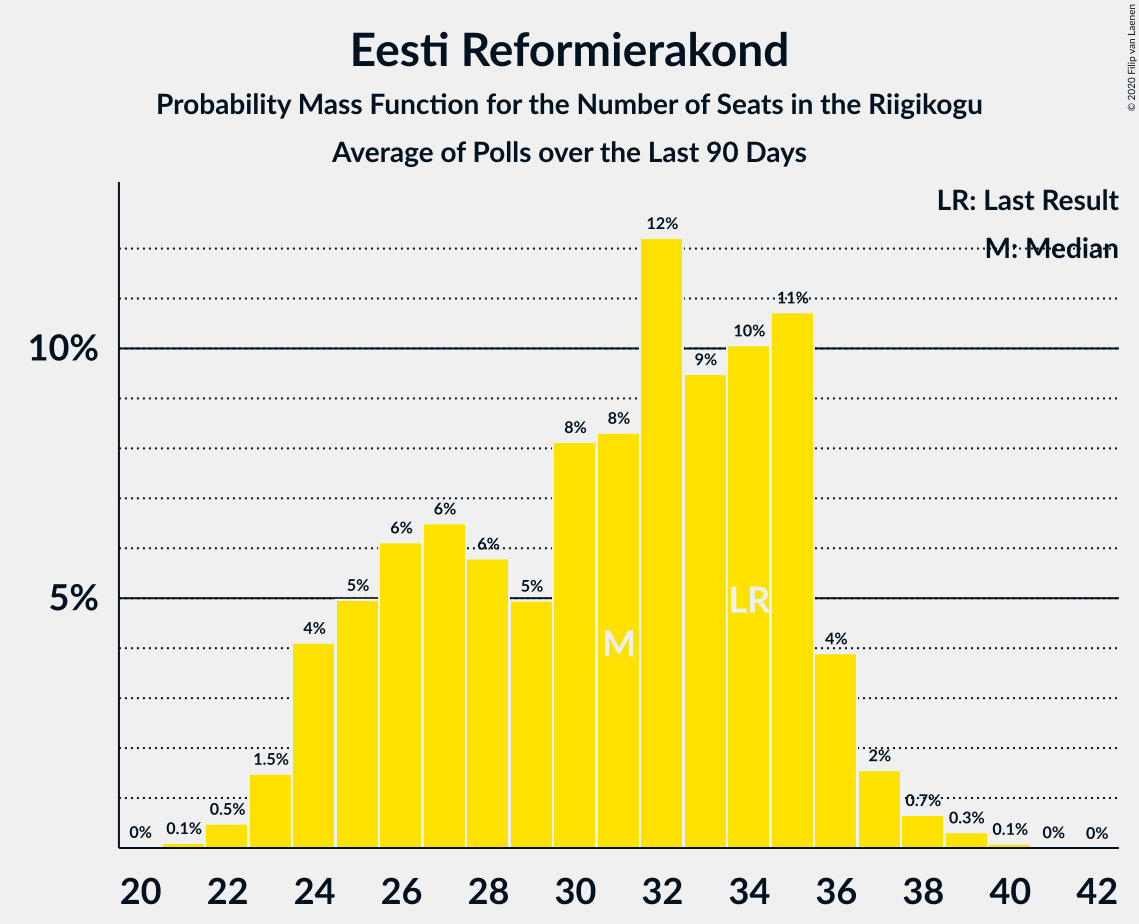 Eesti Reformierakond
Probability Mass Function for the Number of Seats in the Riigikogu
Average of Polls over the Last 90 Days
© 2020 Filip van Laenen
LR: Last Result
M: Median
10%
5%
0%
0.1%
0.5%
1.5%
4%
5%
6%
6%
6%
5%
8%
8%
12%
9%
10%
11%
4%
2%
0.7%
0.3%
0.1%
0%
0%
M
LR
20 22 24 26 28 30 32 34 36 38 40 42